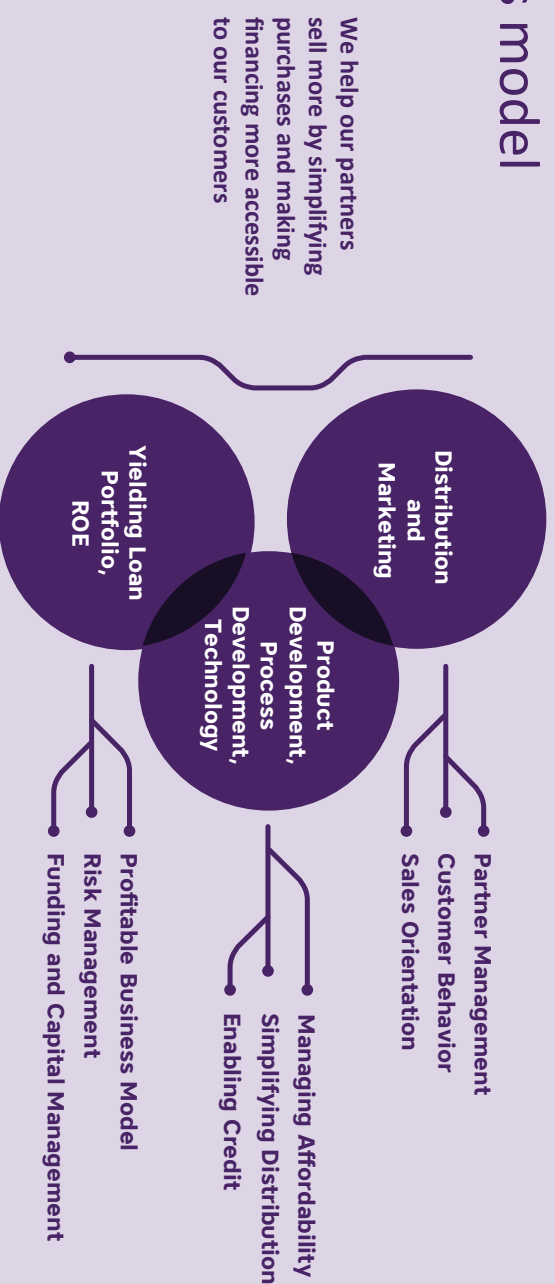 s model
We help our partners
sell more by simplifying
purchases and making
financing more accessible
to our customers
Distribution
and
Marketing
Partner Management
Customer Behavior
Sales Orientation
Product
Development,
Process
Development,
Technology
Managing Affordability
Simplifying Distribution
Enabling Credit
Yielding Loan
Portfolio,
ROE
Profitable Business Model
Risk Management
Funding and Capital Management